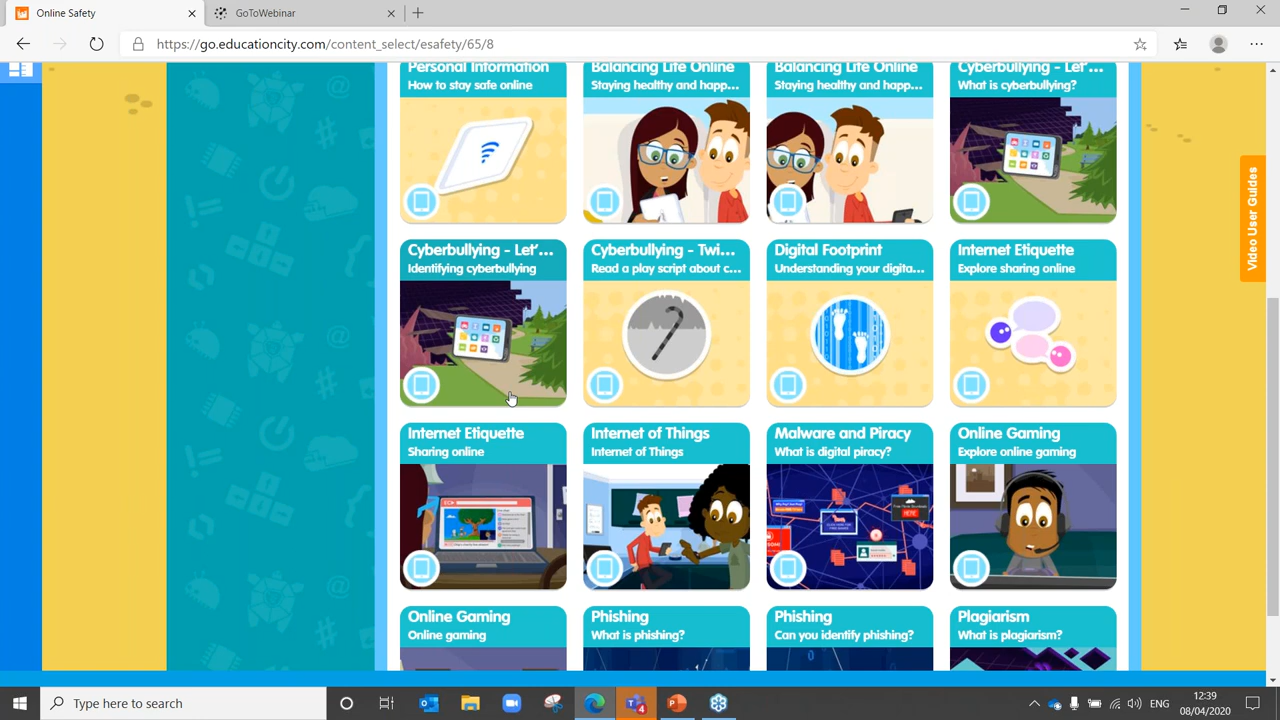 Online Safety
GoToWebinar
https://go.educationcity.com/content_select/esafety/65/8
Personal Information
How to stay safe online
Balancing Life Online
Staying healthy and happ...
Balancing Life Online
Staying healthy and happ...
Cyberbullying - Let'...
What is cyberbullying?
Cyberbullying - Let'...
Identifying cyberbullying
Cyberbullying - Twi...
Read a play script about c...
Digital Footprint
Understanding your digita...
Internet Etiquette
Explore sharing online
Internet Etiquette
Sharing online
Internet of Things
Internet of Things
Malware and Piracy
What is digital piracy?
HERE!
Online Gaming
Explore online gaming
Online Gaming
Online gaming
Phishing
What is phishing?
Phishing
Can you identify phishing?
Plagiarism
What is plagiarism?
Video User Guides
Type here to search
4
ENG
12:39
08/04/2020